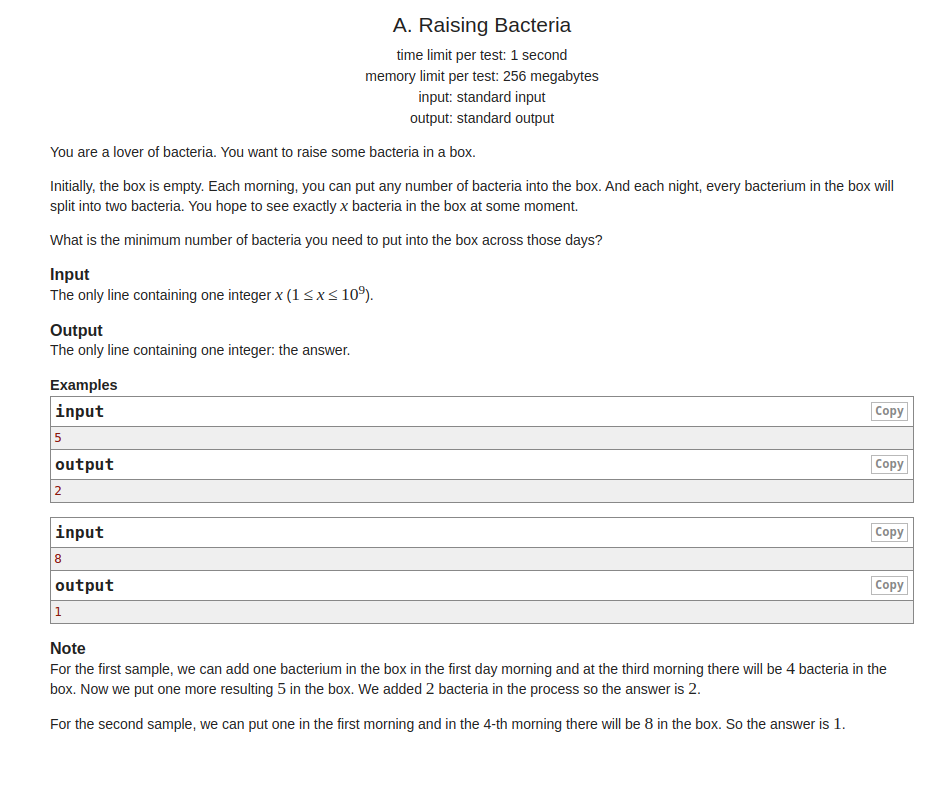 A. Raising Bacteria
time limit per test: 1 second
memory limit per test: 256 megabytes
input: standard input
output: standard output
You are a lover of bacteria. You want to raise some bacteria in a box.
Initially, the box is empty. Each morning, you can put any number of bacteria into the box. And each night, every bacterium in the box will
split into two bacteria. You hope to see exactly x bacteria in the box at some moment.
What is the minimum number of bacteria you need to put into the box across those days?
Input
The only line containing one integer x (1 ≤ x ≤ 10⁹).
Output
The only line containing one integer: the answer.
Examples
input Copy
5
output Copy
2
input Copy
8
output Copy
1
Note
For the first sample, we can add one bacterium in the box in the first day morning and at the third morning there will be 4 bacteria in the
box. Now we put one more resulting 5 in the box. We added 2 bacteria in the process so the answer is 2.
For the second sample, we can put one in the first morning and in the 4-th morning there will be 8 in the box. So the answer is 1.